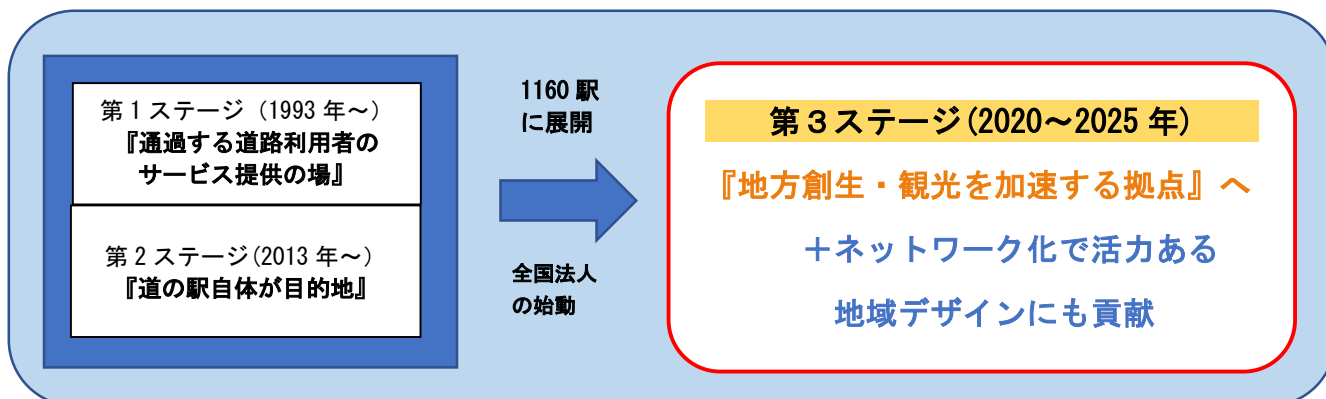 第１ステージ（1993 年～）
『通過する道路利用者の
サービス提供の場』
第２ステージ(2013 年～)
『道の駅自体が目的地』
1160 駅
に展開
全国法人
の始動
第３ステージ(2020～2025 年)
『地方創生・観光を加速する拠点』へ
＋ネットワーク化で活力ある
地域デザインにも貢献